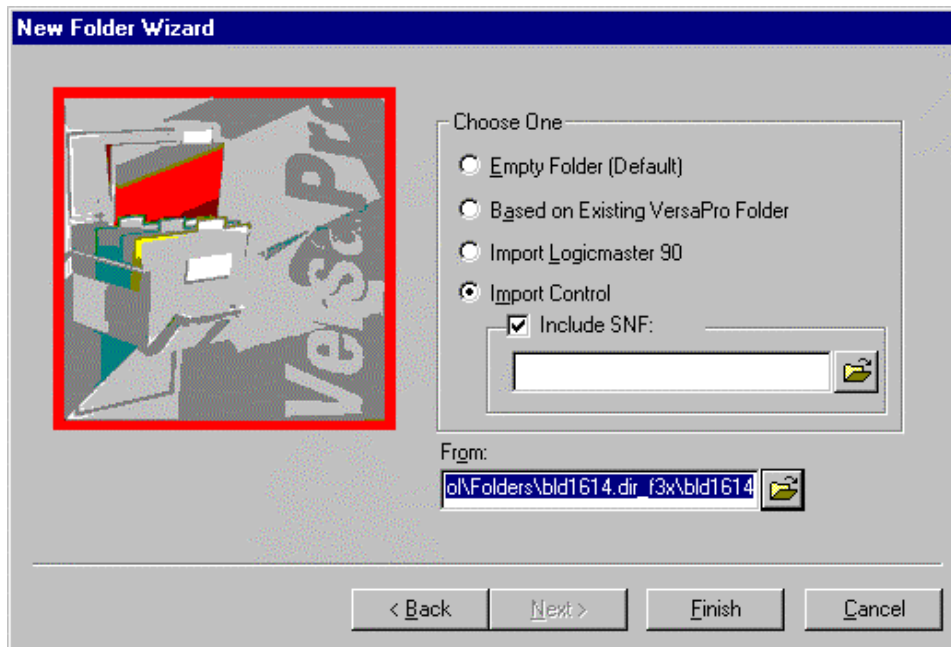 New Folder Wizard
VersaPro
Choose One
Empty Folder (Default)
Based on Existing VersaPro Folder
Import Logicmaster 90
Import Control
Include SNF:
From:
ol\Folders\bld1614.dir_f3x\bld1614
< Back
Next >
Finish
Cancel